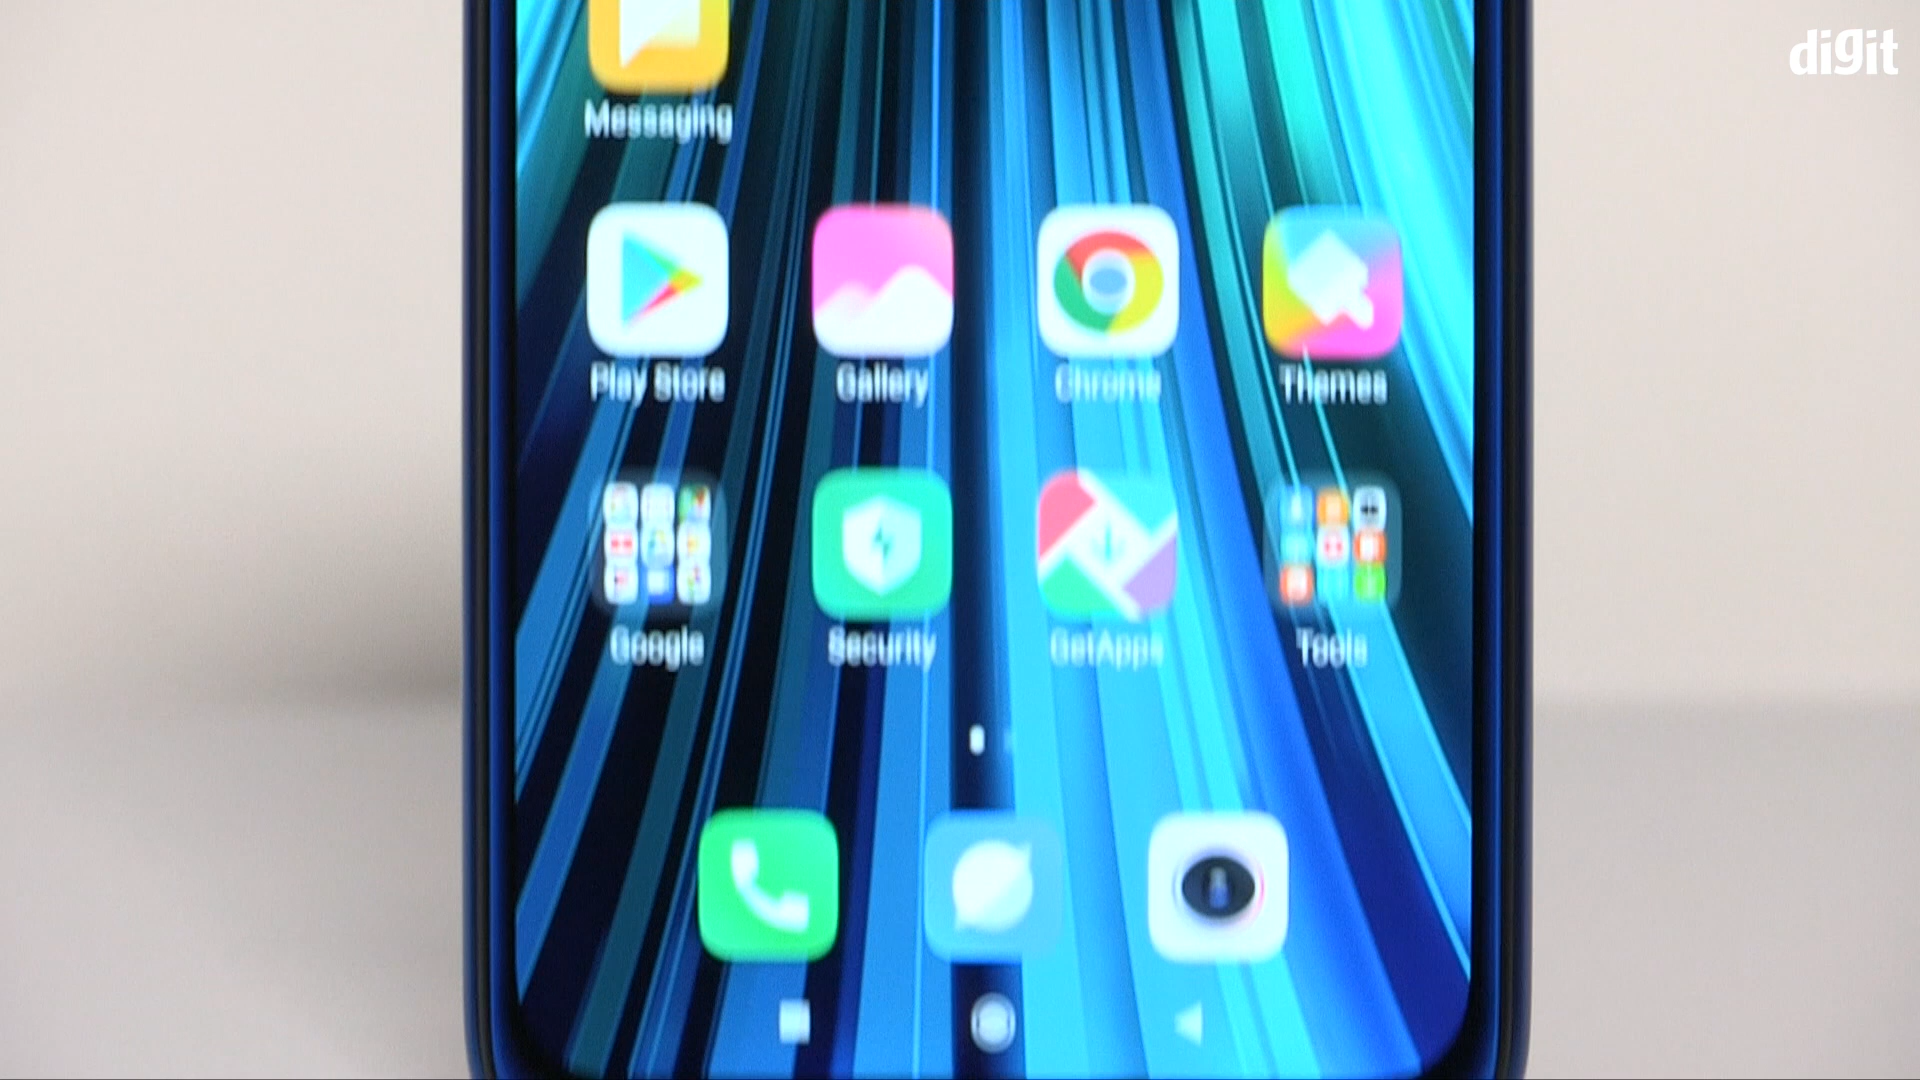 digit
Messaging
Play Store
Gallery
Chrome
Themes
Google
Security
GetApps
Tools